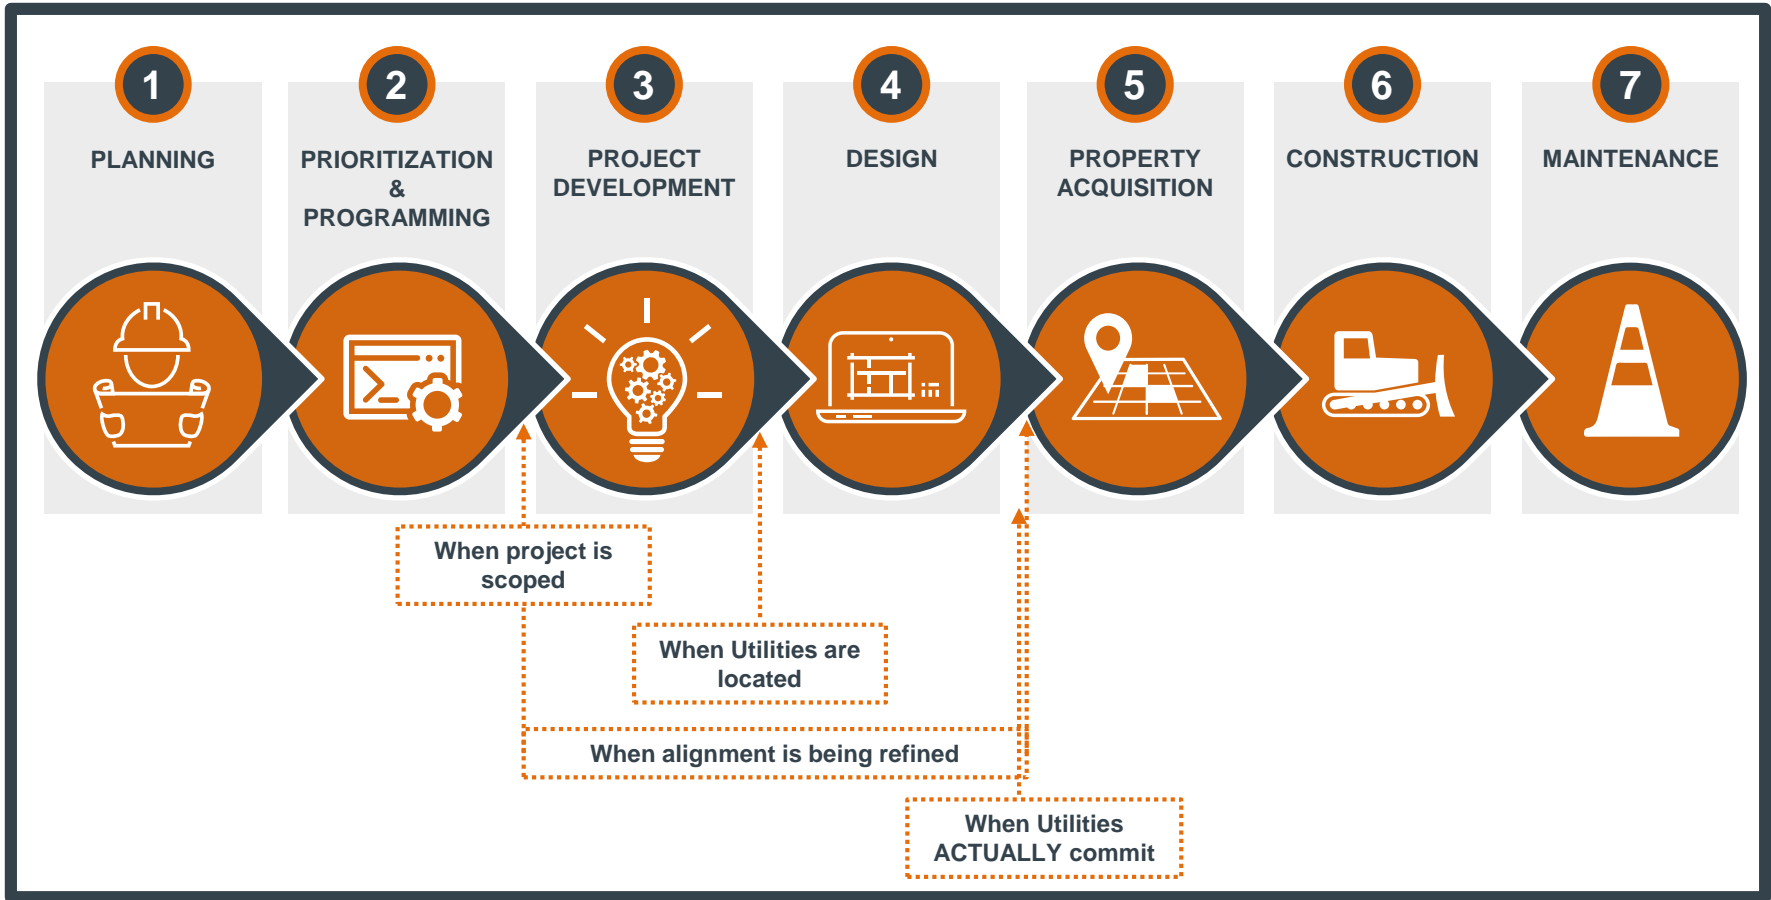 1
PLANNING
2
PRIORITIZATION
&
PROGRAMMING
3
PROJECT
DEVELOPMENT
4
DESIGN
5
PROPERTY
ACQUISITION
6
CONSTRUCTION
7
MAINTENANCE
When project is
scoped
When Utilities are
located
When alignment is being refined
When Utilities
ACTUALLY commit